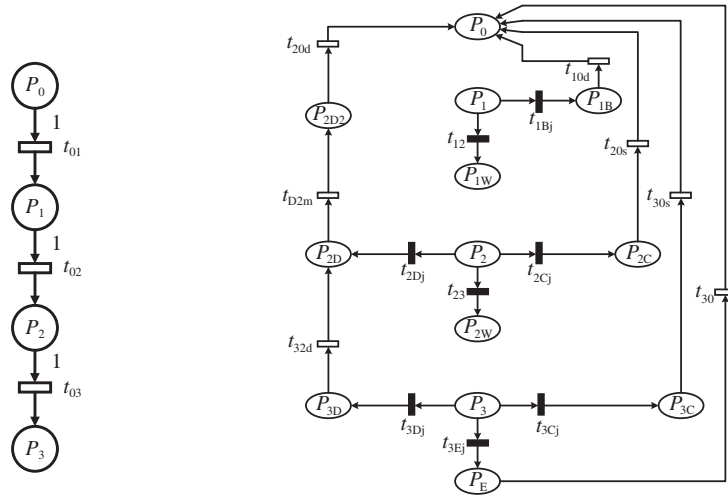 P0
1
t01
P1
1
t02
P2
1
t03
P3
P0
t20d
t10d
P2D2
P1
P1B
t1Bj
t12
t20s
P1W
tD2m
t30s
P2D
P2
P2C
t2Dj
t2Cj
t23
t30
P2W
t32d
P3D
P3
P3C
t3Dj
t3Cj
t3Ej
PE